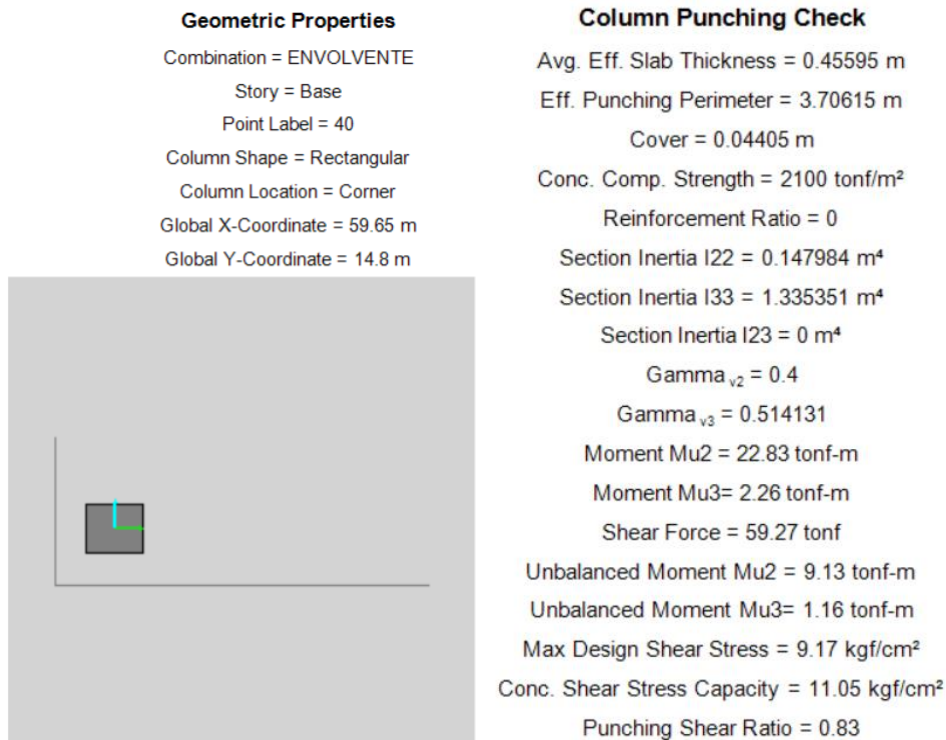 Geometric Properties
Combination = ENVOLVENTE
Story = Base
Point Label = 40
Column Shape = Rectangular
Column Location = Corner
Global X-Coordinate = 59.65 m
Global Y-Coordinate = 14.8 m
Column Punching Check
Avg. Eff. Slab Thickness = 0.45595 m
Eff. Punching Perimeter = 3.70615 m
Cover = 0.04405 m
Conc. Comp. Strength = 2100 tonf/m²
Reinforcement Ratio = 0
Section Inertia I22 = 0.147984 m⁴
Section Inertia I33 = 1.335351 m⁴
Section Inertia I23 = 0 m⁴
Gamma v2 = 0.4
Gamma v3 = 0.514131
Moment Mu2 = 22.83 tonf-m
Moment Mu3= 2.26 tonf-m
Shear Force = 59.27 tonf
Unbalanced Moment Mu2 = 9.13 tonf-m
Unbalanced Moment Mu3= 1.16 tonf-m
Max Design Shear Stress = 9.17 kgf/cm²
Conc. Shear Stress Capacity = 11.05 kgf/cm²
Punching Shear Ratio = 0.83